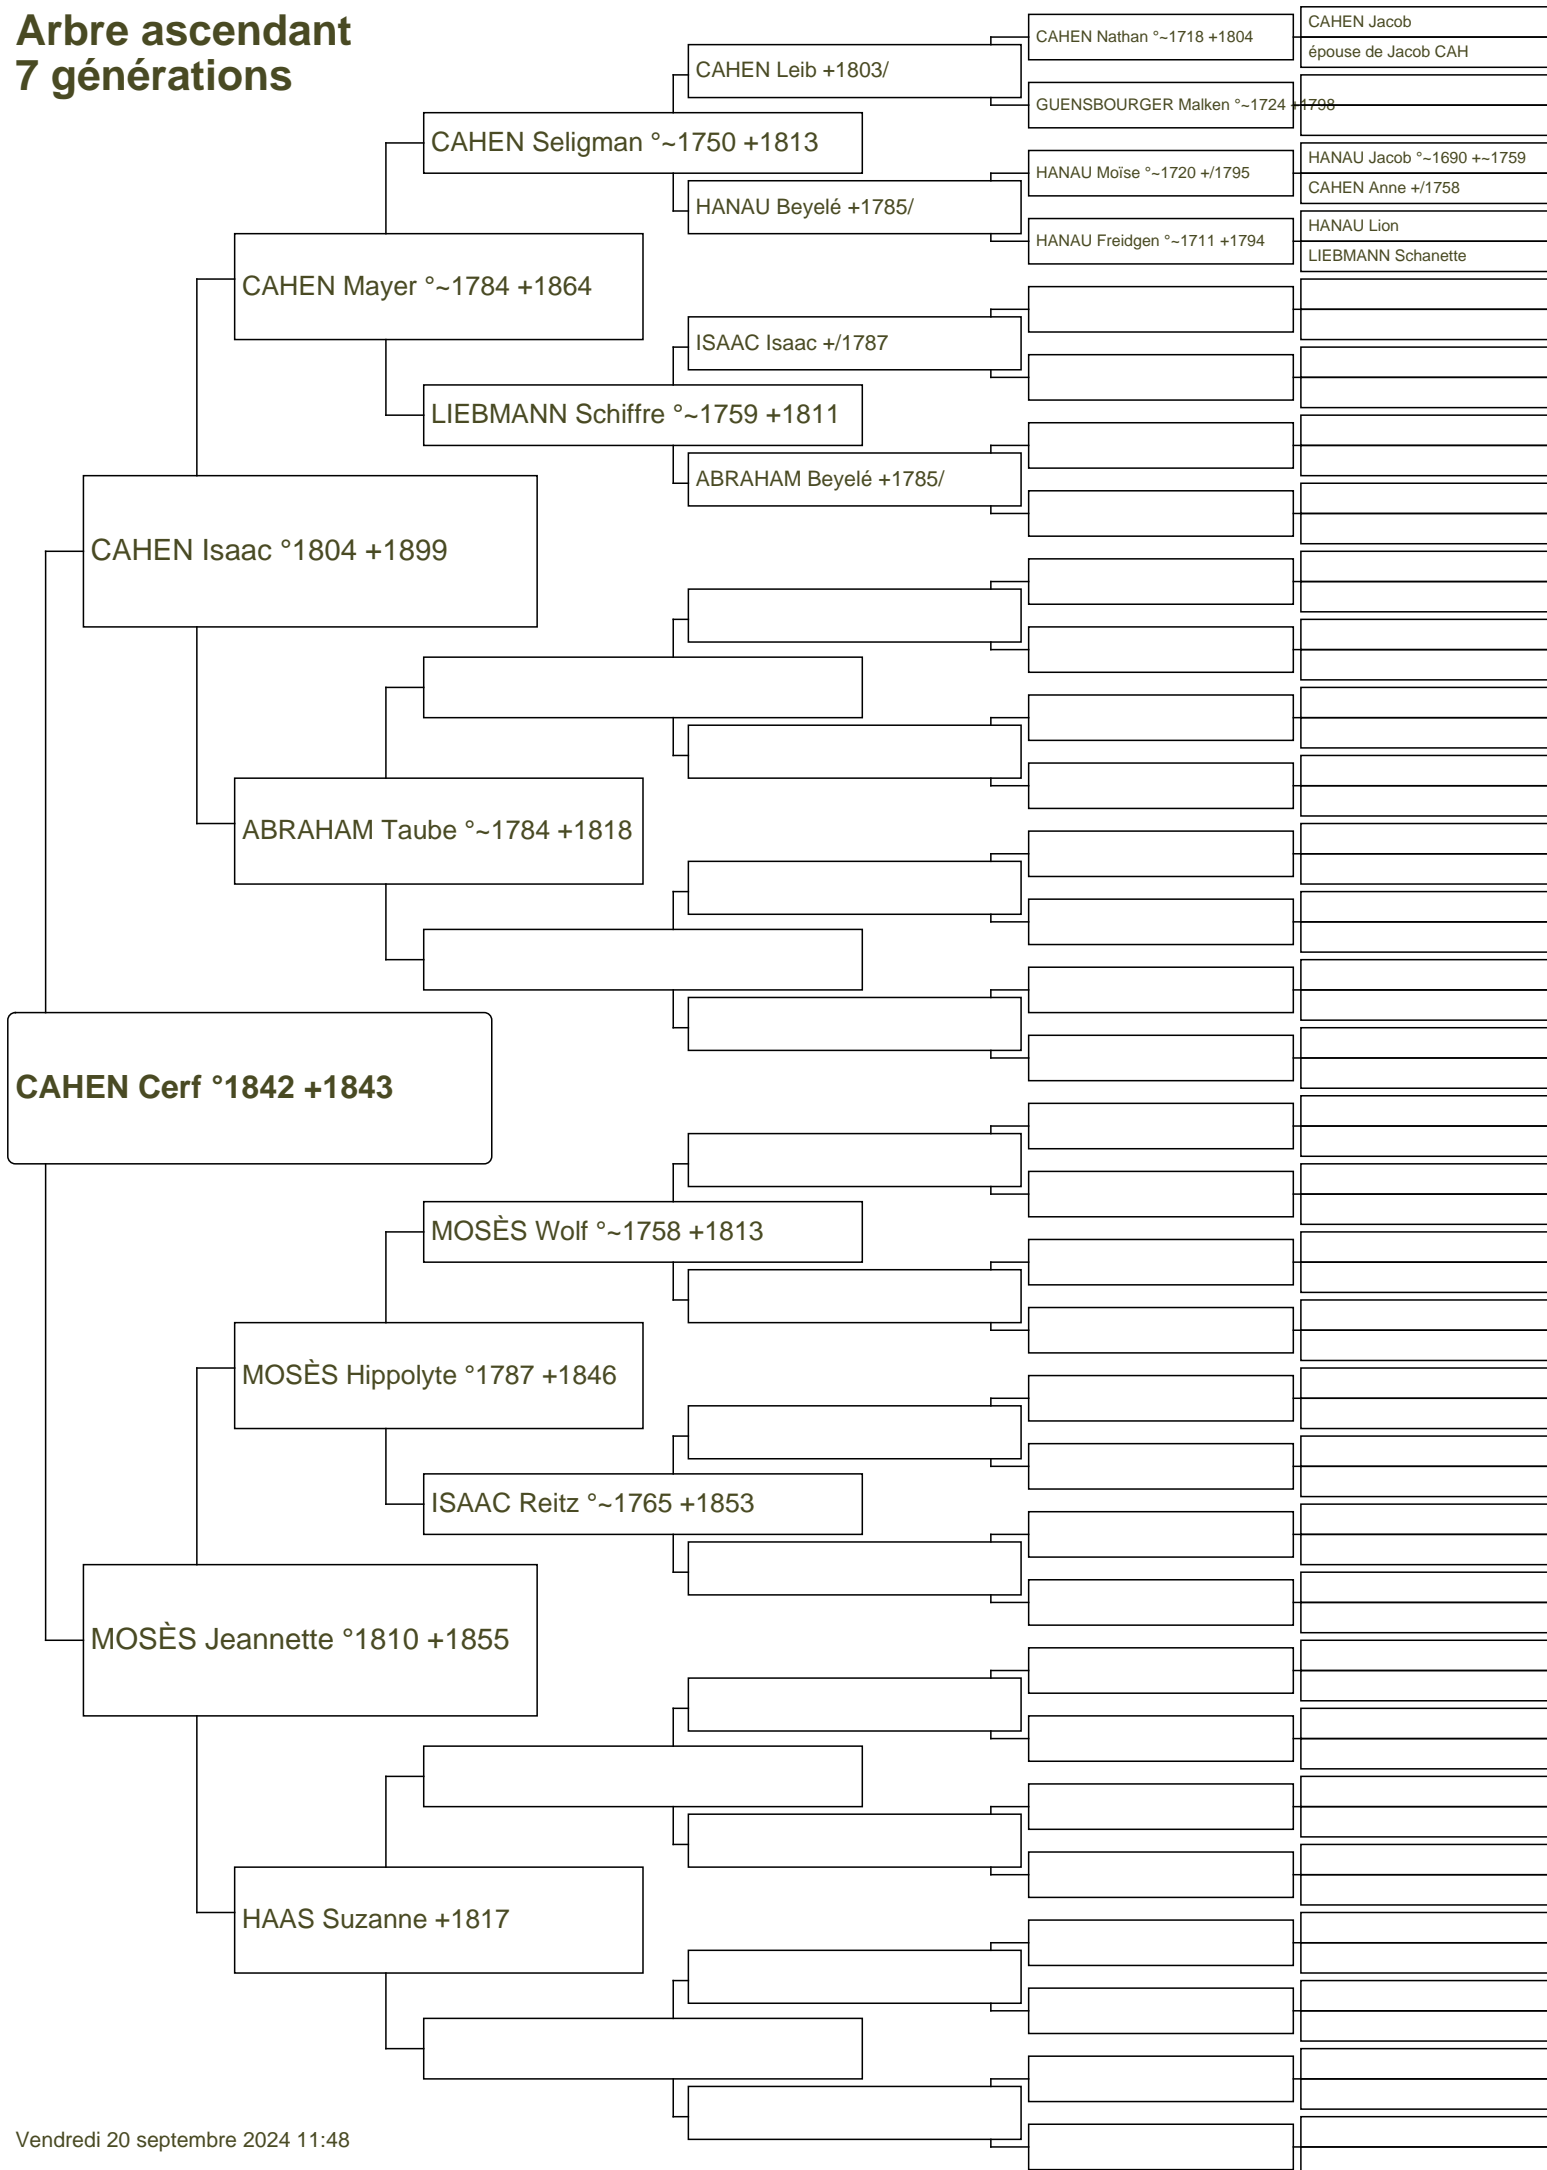 Arbre ascendant
7 générations
CAHEN Jacob
CAHEN Nathan °~1718 +1804
épouse de Jacob CAH
CAHEN Leib +1803/
GUENSBOURGER Malken °~1724 +1798
CAHEN Seligman °~1750 +1813
HANAU Jacob °~1690 +~1759
HANAU Moïse °~1720 +/1795
CAHEN Anne +/1758
HANAU Beyelé +1785/
HANAU Lion
HANAU Freidgen °~1711 +1794
LIEBMANN Schanette
CAHEN Mayer °~1784 +1864
ISAAC Isaac +/1787
LIEBMANN Schiffre °~1759 +1811
ABRAHAM Beyelé +1785/
CAHEN Isaac °1804 +1899
ABRAHAM Taube °~1784 +1818
CAHEN Cerf °1842 +1843
MOSÈS Wolf °~1758 +1813
MOSÈS Hippolyte °1787 +1846
ISAAC Reitz °~1765 +1853
MOSÈS Jeannette °1810 +1855
HAAS Suzanne +1817
Vendredi 20 septembre 2024 11:48